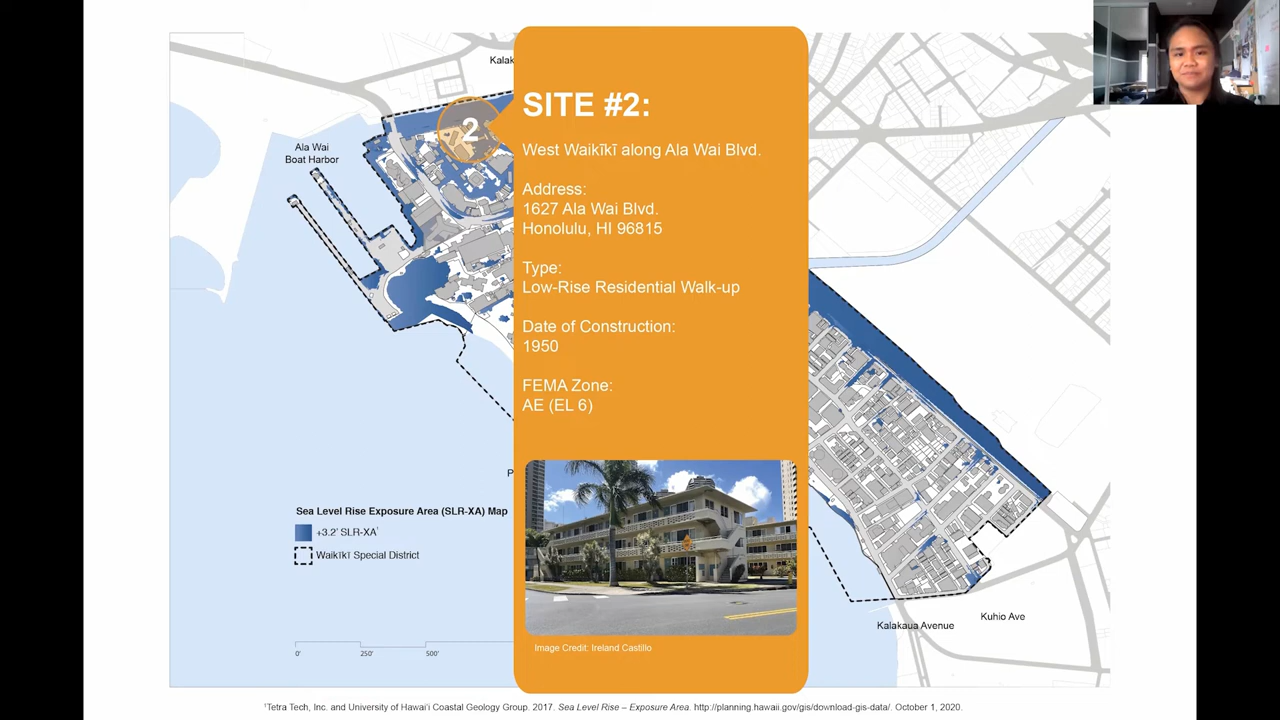 Kalak
Ala Wai
Boat Harbor
2
SITE #2:
West Waikīkī along Ala Wai Blvd.
Address:
1627 Ala Wai Blvd.
Honolulu, HI 96815
Type:
Low-Rise Residential Walk-up
Date of Construction:
1950
FEMA Zone:
AE (EL 6)
Image Credit: Ireland Castillo
P
Sea Level Rise Exposure Area (SLR-XA) Map
+3.2' SLR-XA¹
Waikīkī Special District
0' 250' 500'
Kalakaua Avenue
Kuhio Ave
¹Tetra Tech, Inc. and University of Hawai‘i Coastal Geology Group. 2017. Sea Level Rise – Exposure Area. http://planning.hawaii.gov/gis/download-gis-data/. October 1, 2020.